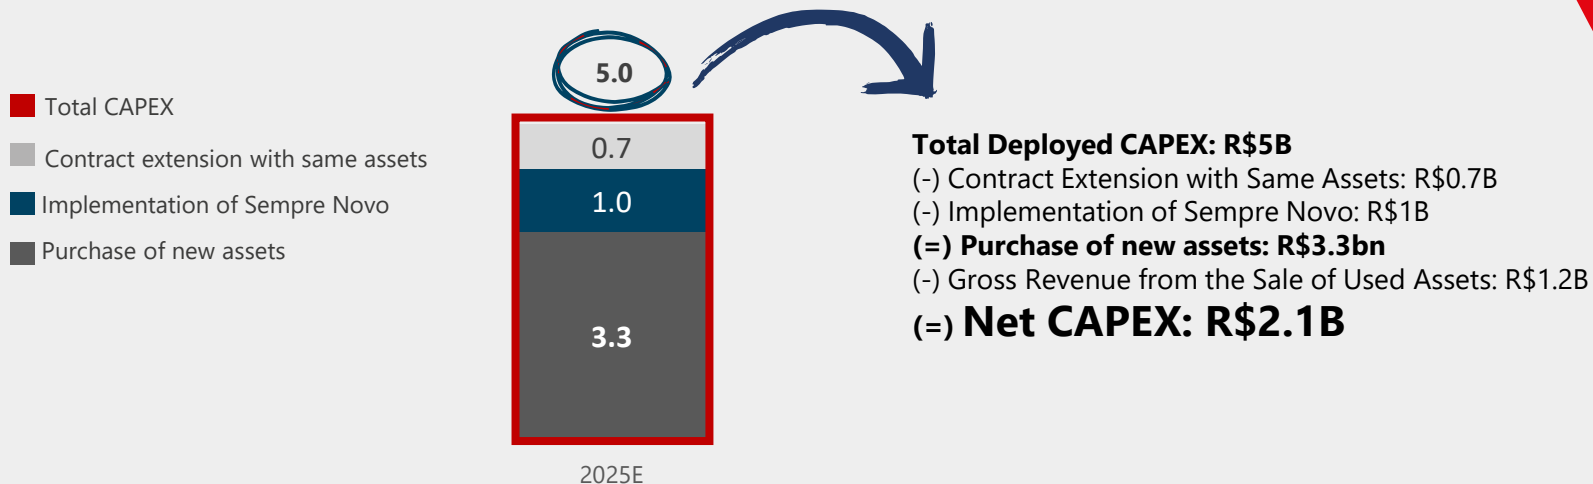 5.0
Total CAPEX
Contract extension with same assets
Implementation of Sempre Novo
Purchase of new assets
0.7
1.0
3.3
2025E
Total Deployed CAPEX: R$5B
(-) Contract Extension with Same Assets: R$0.7B
(-) Implementation of Sempre Novo: R$1B
(=) Purchase of new assets: R$3.3bn
(-) Gross Revenue from the Sale of Used Assets: R$1.2B
(=) Net CAPEX: R$2.1B